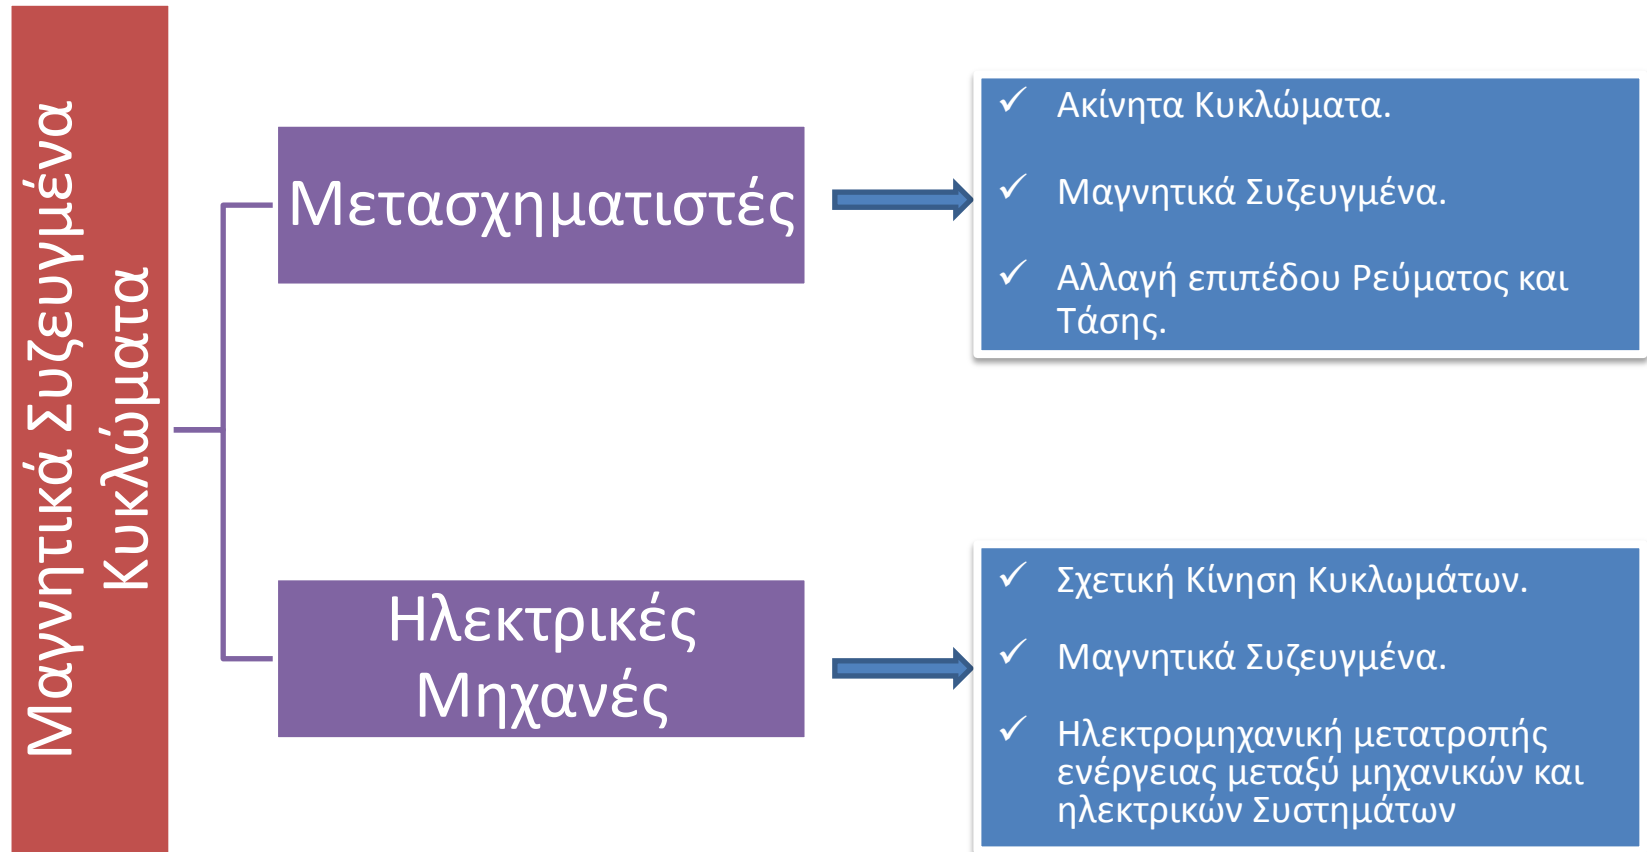 Μαγνητικά Συζευγμένα
Κυκλώματα
Μετασχηματιστές
✓ Ακίνητα Κυκλώματα.
✓ Μαγνητικά Συζευγμένα.
✓ Αλλαγή επιπέδου Ρεύματος και
Τάσης.
Ηλεκτρικές
Μηχανές
✓ Σχετική Κίνηση Κυκλωμάτων.
✓ Μαγνητικά Συζευγμένα.
✓ Ηλεκτρομηχανική μετατροπής
ενέργειας μεταξύ μηχανικών και
ηλεκτρικών Συστημάτων